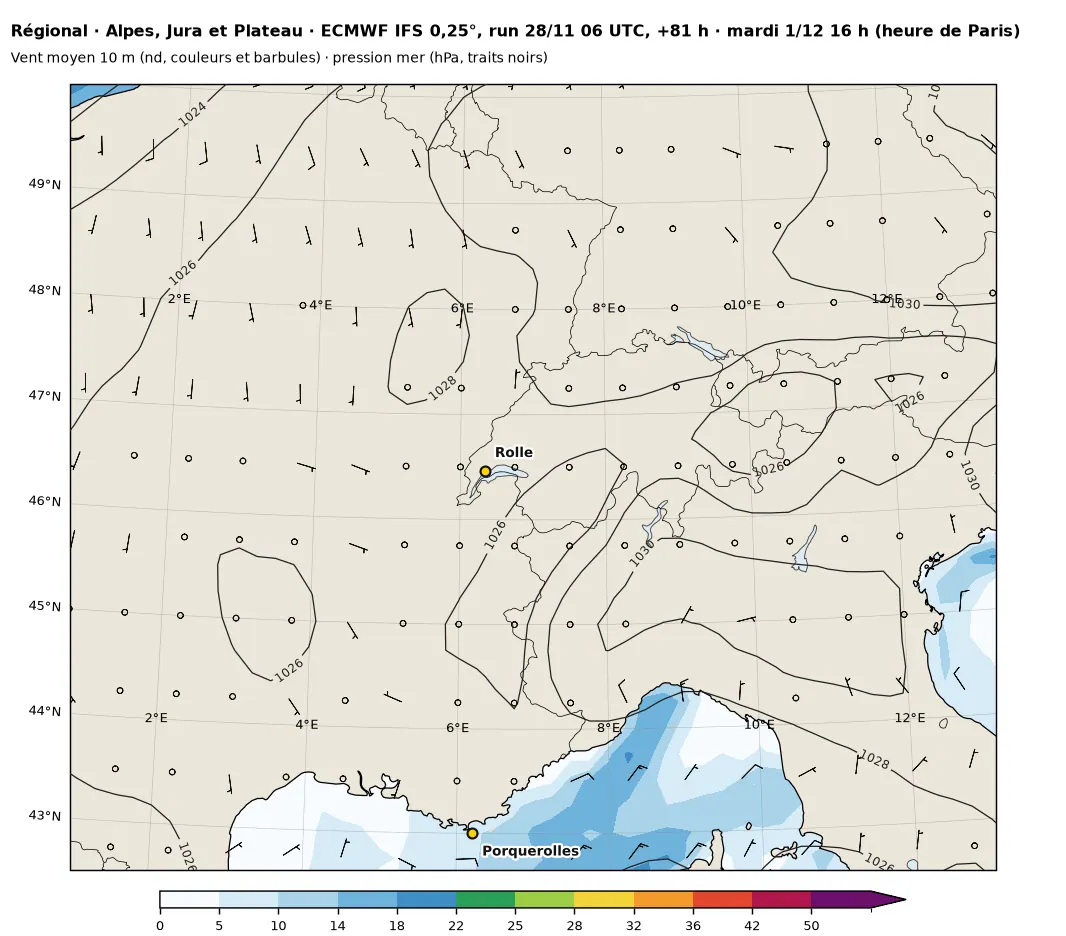 Régional · Alpes, Jura et Plateau · ECMWF IFS 0,25°, run 28/11 06 UTC, +81 h · mardi 1/12 16 h (heure de Paris)
Vent moyen 10 m (nd, couleurs et barbules) · pression mer (hPa, traits noirs)
1024
49°N
1026
48°N
2°E 4°E 6°E 8°E 10°E 12°E
1030
1028
1026
47°N
Rolle
1026
1030
46°N
1026
1030
45°N
1026
44°N
2°E 4°E 6°E 8°E 10°E 12°E
1028
43°N
1026
Porquerolles
1026
0 5 10 14 18 22 25 28 32 36 42 50